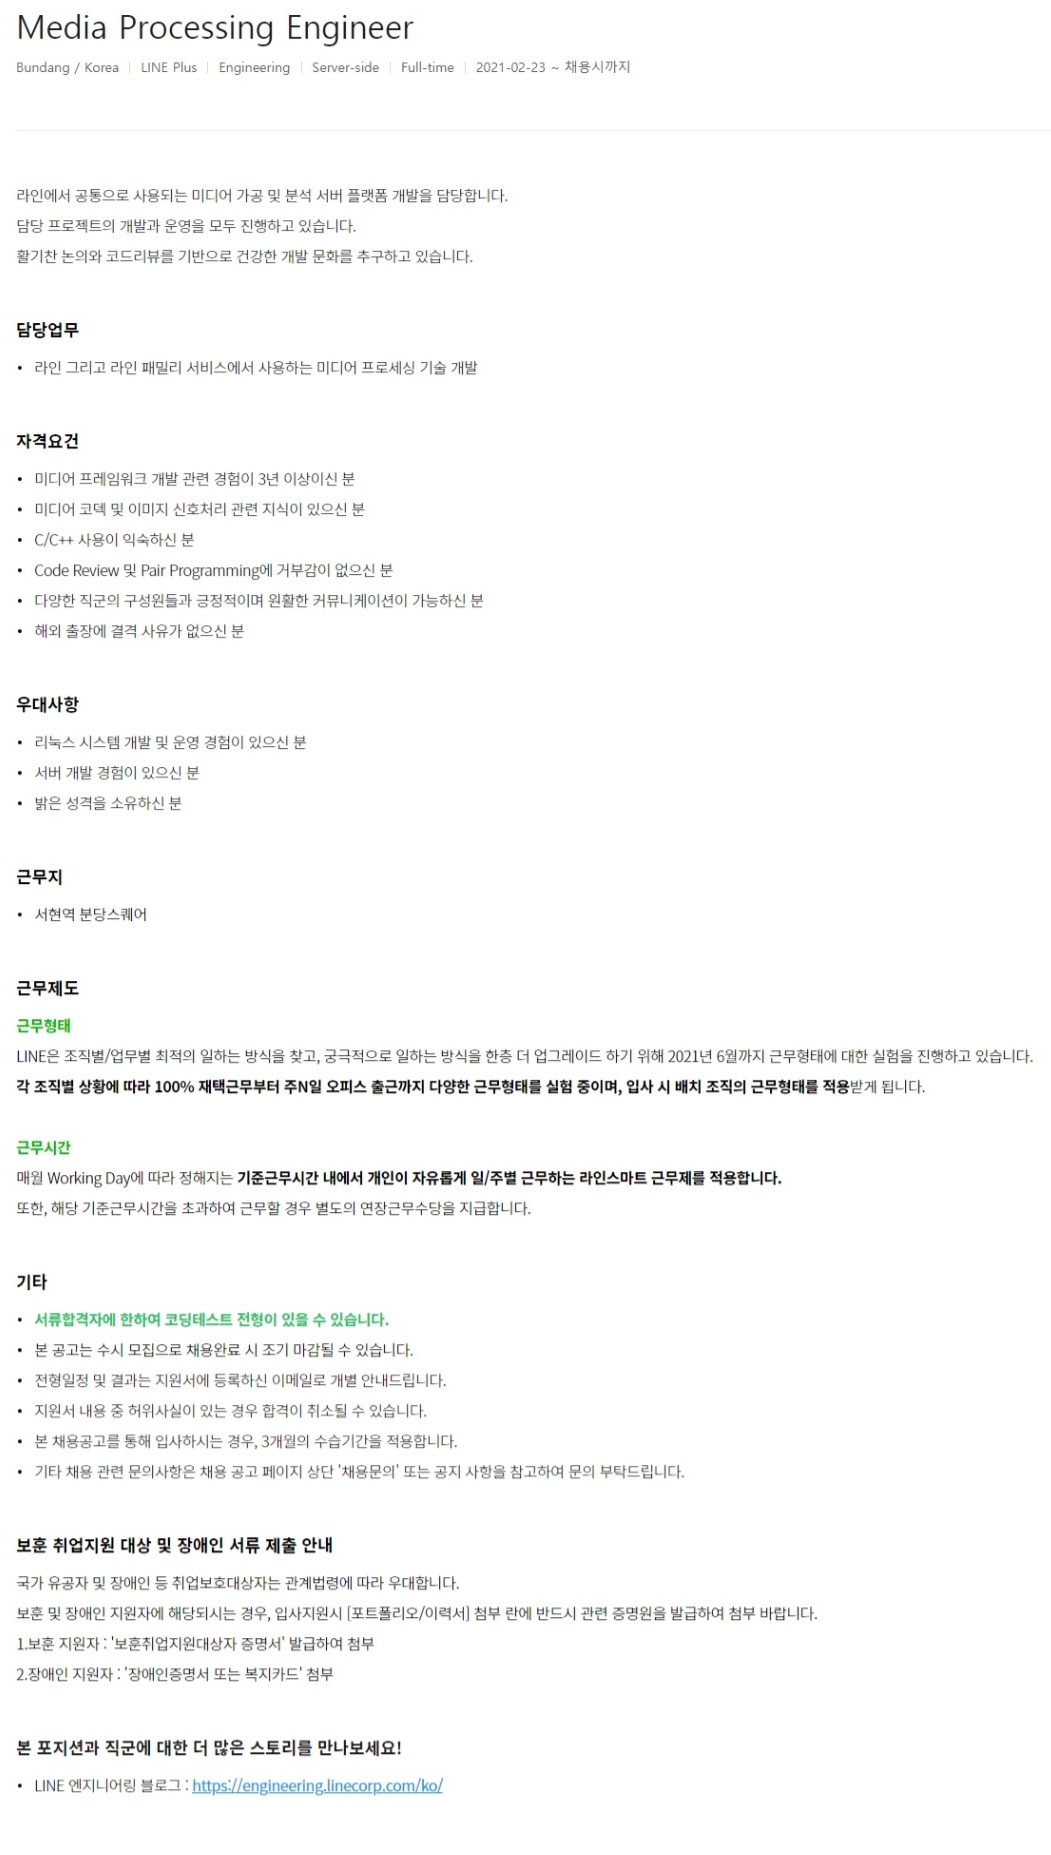 Media Processing Engineer
Bundang / Korea | LINE Plus | Engineering | Server-side | Full-time | 2021-02-23 ~ 채용시까지
라인에서 공통으로 사용되는 미디어 가공 및 분석 서버 플랫폼 개발을 담당합니다.
담당 프로젝트의 개발과 운영을 모두 진행하고 있습니다.
활기찬 논의와 코드리뷰를 기반으로 건강한 개발 문화를 추구하고 있습니다.
담당업무
• 라인 그리고 라인 패밀리 서비스에서 사용하는 미디어 프로세싱 기술 개발
자격요건
• 미디어 프레임워크 개발 관련 경험이 3년 이상이신 분
• 미디어 코덱 및 이미지 신호처리 관련 지식이 있으신 분
• C/C++ 사용이 익숙하신 분
• Code Review 및 Pair Programming에 거부감이 없으신 분
• 다양한 직군의 구성원들과 긍정적이며 원활한 커뮤니케이션이 가능하신 분
• 해외 출장에 결격 사유가 없으신 분
우대사항
• 리눅스 시스템 개발 및 운영 경험이 있으신 분
• 서버 개발 경험이 있으신 분
• 밝은 성격을 소유하신 분
근무지
• 서현역 분당스퀘어
근무제도
근무형태
LINE은 조직별/업무별 최적의 일하는 방식을 찾고, 궁극적으로 일하는 방식을 한층 더 업그레이드 하기 위해 2021년 6월까지 근무형태에 대한 실험을 진행하고 있습니다.
각 조직별 상황에 따라 100% 재택근무부터 주N일 오피스 출근까지 다양한 근무형태를 실험 중이며, 입사 시 배치 조직의 근무형태를 적용받게 됩니다.
근무시간
매월 Working Day에 따라 정해지는 기준근무시간 내에서 개인이 자유롭게 일/주별 근무하는 라인스마트 근무제를 적용합니다.
또한, 해당 기준근무시간을 초과하여 근무할 경우 별도의 연장근무수당을 지급합니다.
기타
• 서류합격자에 한하여 코딩테스트 전형이 있을 수 있습니다.
• 본 공고는 수시 모집으로 채용완료 시 조기 마감될 수 있습니다.
• 전형일정 및 결과는 지원서에 등록하신 이메일로 개별 안내드립니다.
• 지원서 내용 중 허위사실이 있는 경우 합격이 취소될 수 있습니다.
• 본 채용공고를 통해 입사하시는 경우, 3개월의 수습기간을 적용합니다.
• 기타 채용 관련 문의사항은 채용 공고 페이지 상단 '채용문의' 또는 공지 사항을 참고하여 문의 부탁드립니다.
보훈 취업지원 대상 및 장애인 서류 제출 안내
국가 유공자 및 장애인 등 취업보호대상자는 관계법령에 따라 우대합니다.
보훈 및 장애인 지원자에 해당되시는 경우, 입사지원시 [포트폴리오/이력서] 첨부 란에 반드시 관련 증명원을 발급하여 첨부 바랍니다.
1.보훈 지원자 : '보훈취업지원대상자 증명서' 발급하여 첨부
2.장애인 지원자 : '장애인증명서 또는 복지카드' 첨부
본 포지션과 직군에 대한 더 많은 스토리를 만나보세요!
• LINE 엔지니어링 블로그 : https://engineering.linecorp.com/ko/